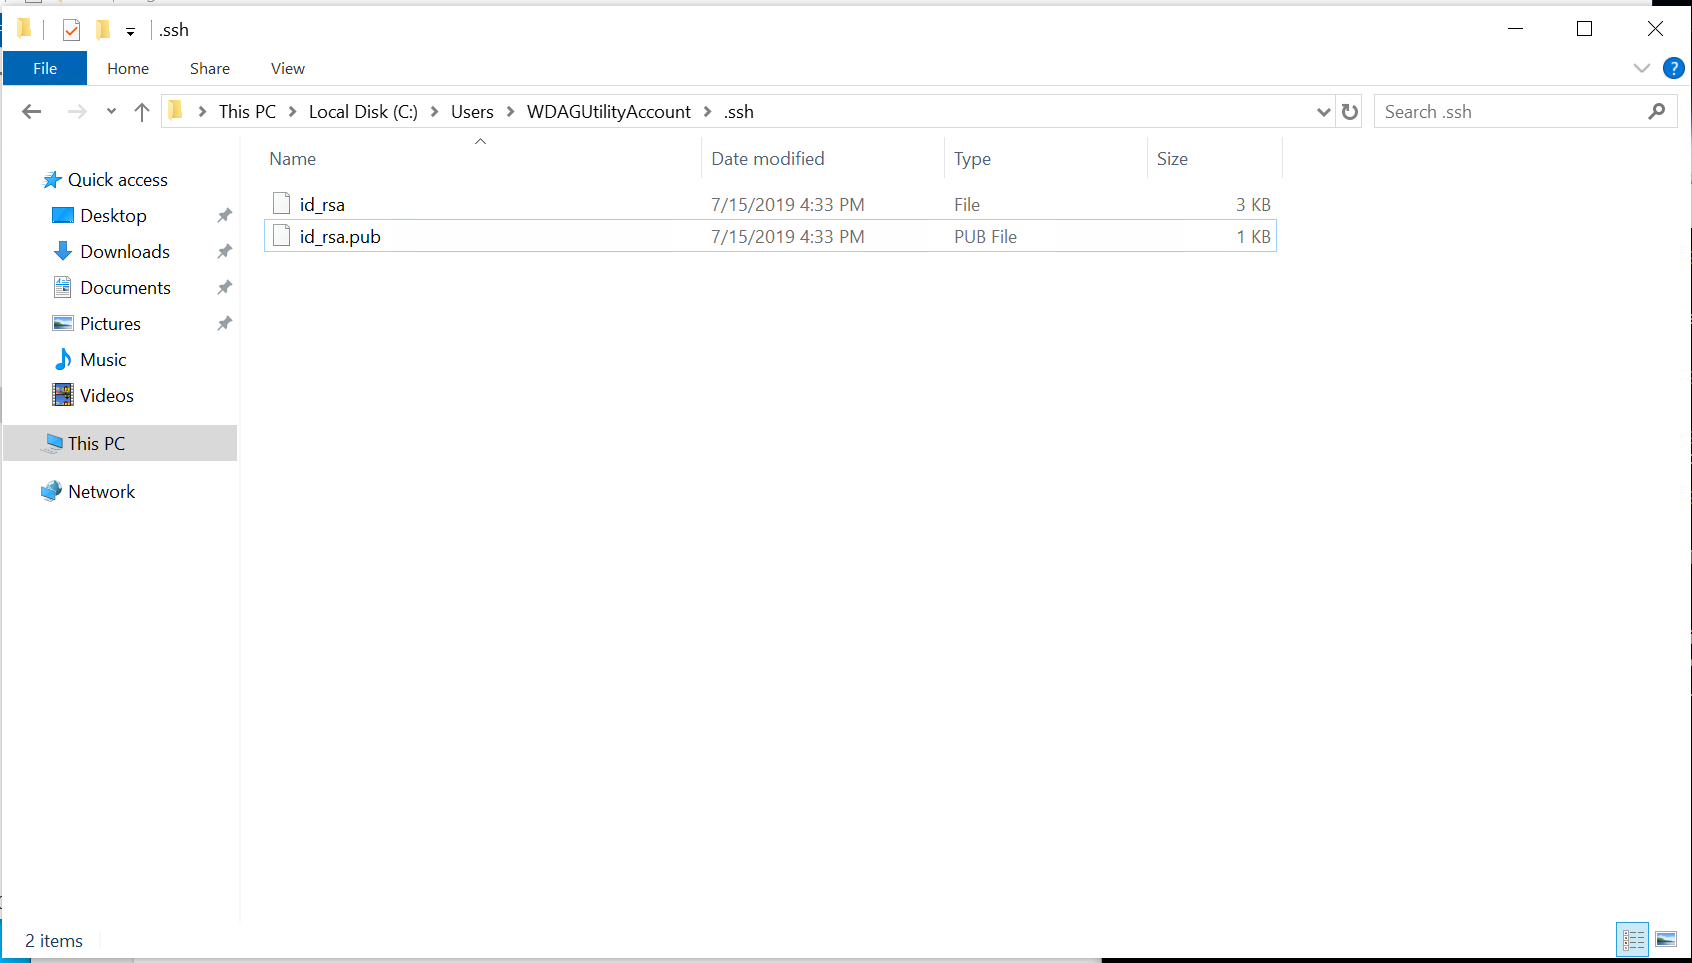 .ssh
File Home Share View
This PC Local Disk (C:) Users WDAGUtilityAccount .ssh
Search .ssh
Name Date modified Type Size
id_rsa 7/15/2019 4:33 PM File 3 KB
id_rsa.pub 7/15/2019 4:33 PM PUB File 1 KB
Quick access
Desktop
Downloads
Documents
Pictures
Music
Videos
This PC
Network
2 items